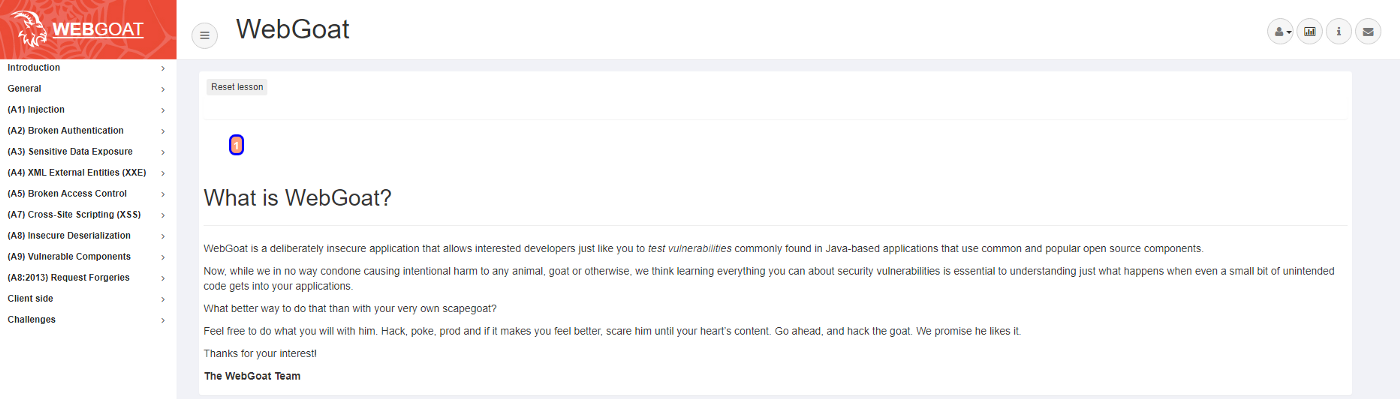 WEBGOAT
WebGoat
Introduction
General
(A1) Injection
(A2) Broken Authentication
(A3) Sensitive Data Exposure
(A4) XML External Entities (XXE)
(A5) Broken Access Control
(A7) Cross-Site Scripting (XSS)
(A8) Insecure Deserialization
(A9) Vulnerable Components
(A8:2013) Request Forgeries
Client side
Challenges
Reset lesson
1
What is WebGoat?
WebGoat is a deliberately insecure application that allows interested developers just like you to test vulnerabilities commonly found in Java-based applications that use common and popular open source components.
Now, while we in no way condone causing intentional harm to any animal, goat or otherwise, we think learning everything you can about security vulnerabilities is essential to understanding just what happens when even a small bit of unintended
code gets into your applications.
What better way to do that than with your very own scapegoat?
Feel free to do what you will with him. Hack, poke, prod and if it makes you feel better, scare him until your heart's content. Go ahead, and hack the goat. We promise he likes it.
Thanks for your interest!
The WebGoat Team